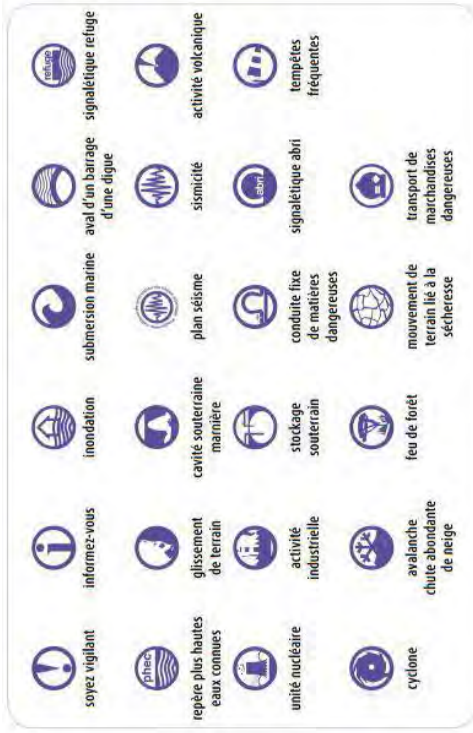 soyez vigilant
informez-vous
inondation
submersion marine
aval d'un barrage
d'une digue
refuge
signalétique refuge
phec
repère plus hautes
eaux connues
glissement
de terrain
cavité souterraine
marnière
plan séisme
sismicité
activité volcanique
unité nucléaire
activité
industrielle
stockage
souterrain
conduite fixe
de matières
dangereuses
abri
signalétique abri
tempêtes
fréquentes
cyclone
avalanche
chute abondante
de neige
feu de forêt
mouvement de
terrain lié à la
sécheresse
transport de
marchandises
dangereuses